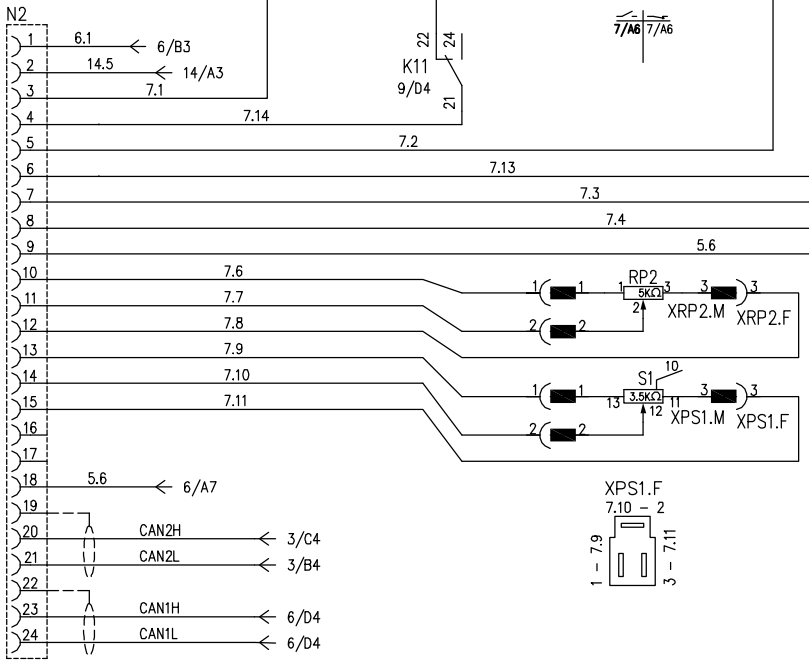 N2
1 6.1 6/B3
2 14.5 14/A3
3 7.1
4 7.14
5 7.2
6 7.13
7 7.3
8 7.4
9 5.6
10 7.6
11 7.7
12 7.8
13 7.9
14 7.10
15 7.11
16
17
18 5.6 6/A7
19
20 CAN2H 3/C4
21 CAN2L 3/B4
22
23 CAN1H 6/D4
24 CAN1L 6/D4
22 24
K11
9/D4
21
7/A6 7/A6
RP2
1 1 1 5KΩ 3 3 3
2 2 2
XRP2.M XRP2.F
S1 10
1 1 13 3.5KΩ 11 3 3
2 2 12
XPS1.M XPS1.F
XPS1.F
7.10 - 2
1 - 7.9
3 - 7.11